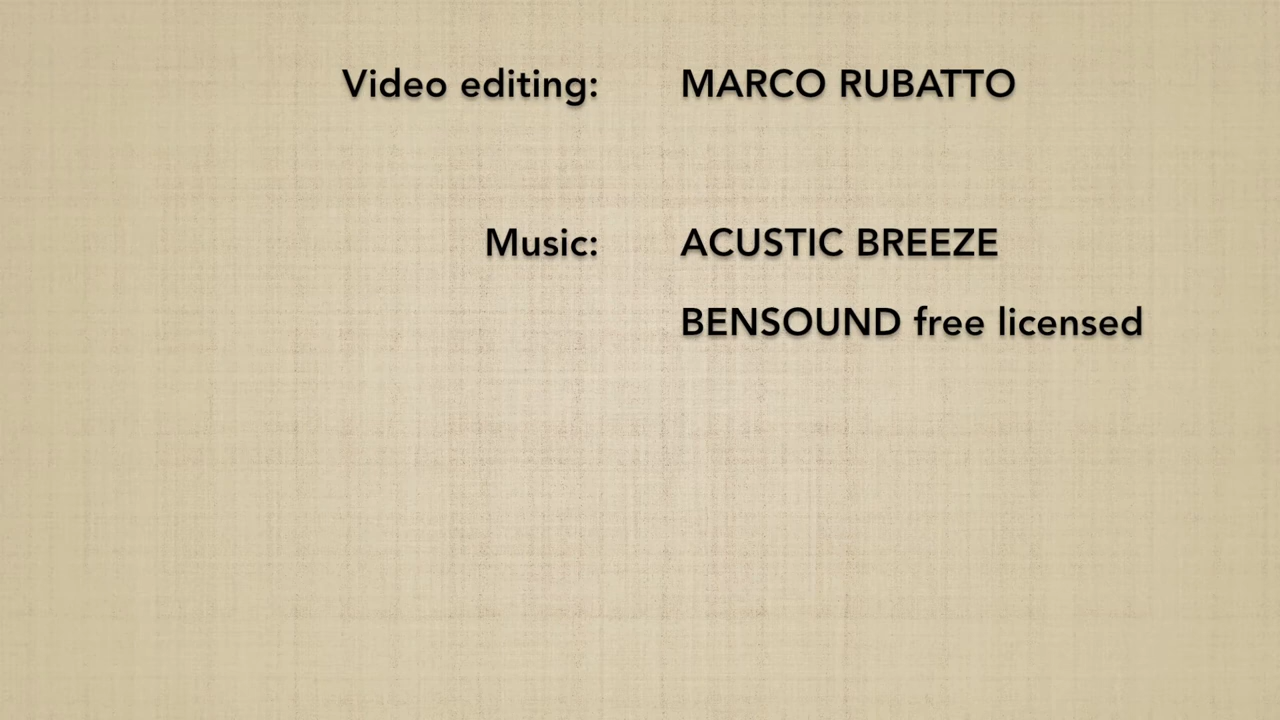 Video editing: MARCO RUBATTO
Music: ACUSTIC BREEZE
BENSOUND free licensed